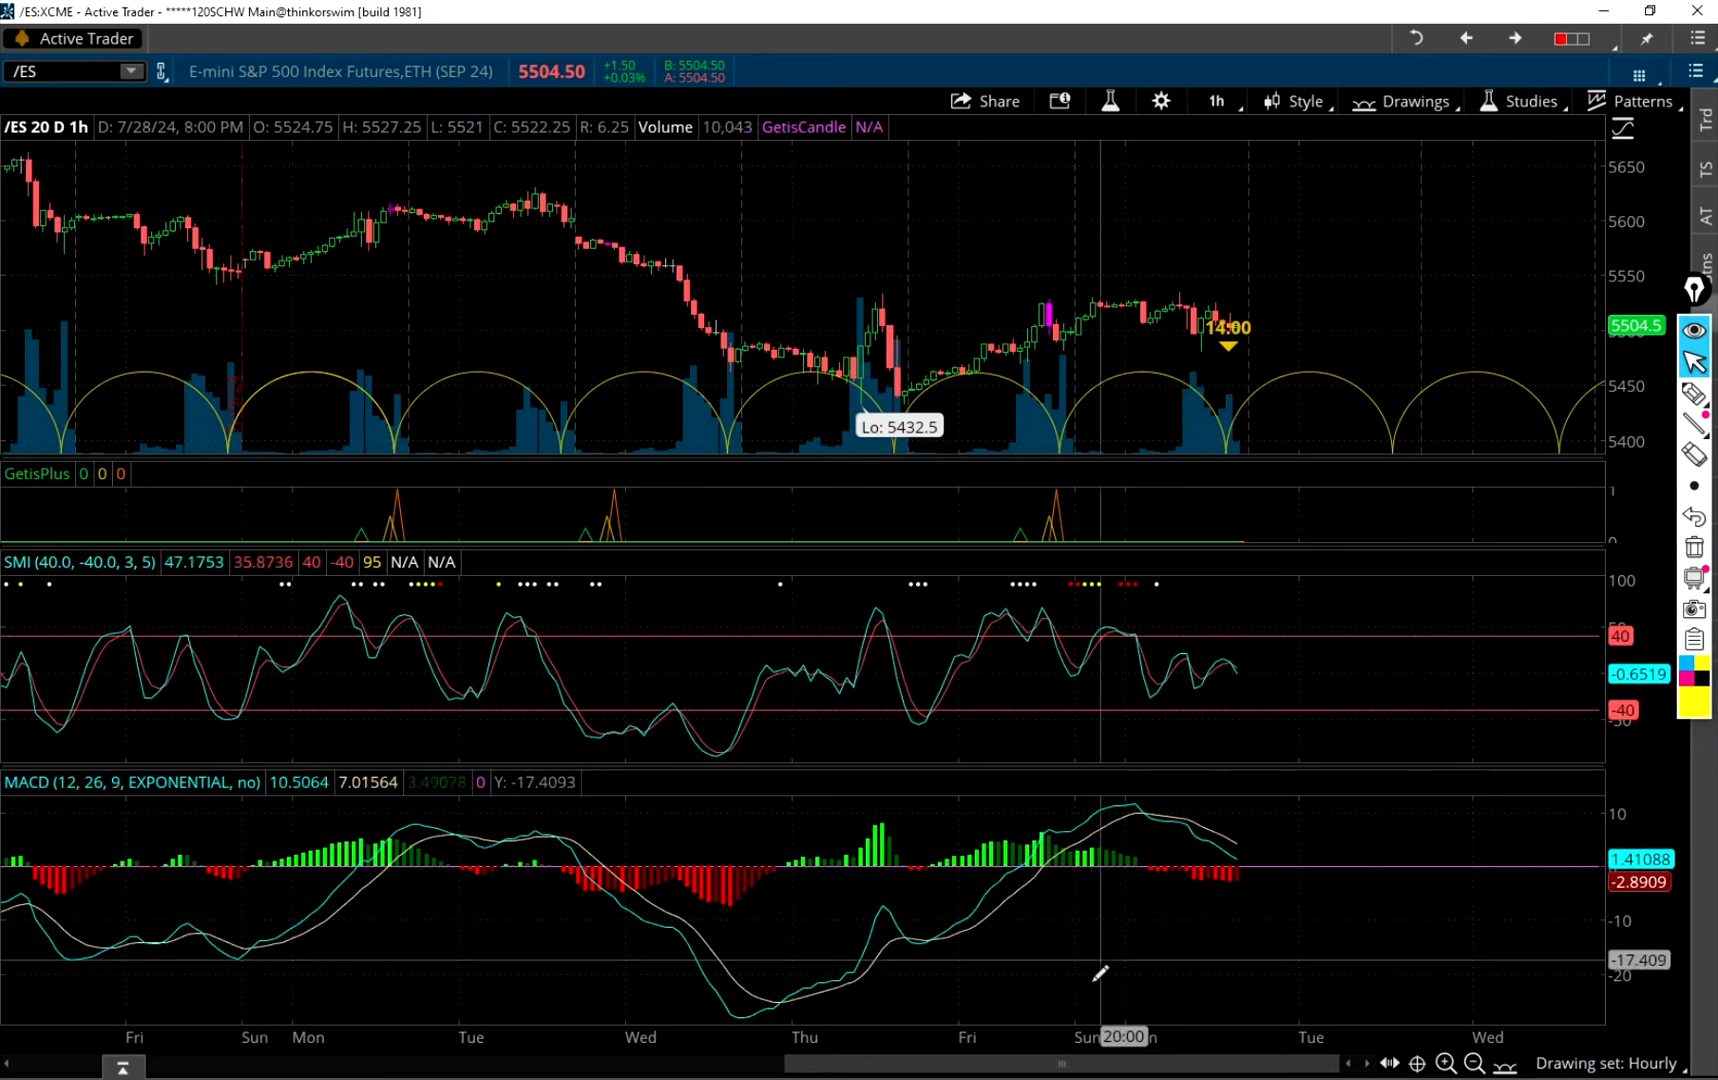 /ES:XCME - Active Trader - *****120SCHW Main@thinkorswim [build 1981]
Active Trader
/ES E-mini S&P 500 Index Futures,ETH (SEP 24) 5504.50 +1.50 B: 5504.50
+0.03% A: 5504.50
Share 1h Style Drawings Studies Patterns
/ES 20 D 1h D: 7/28/24, 8:00 PM O: 5524.75 H: 5527.25 L: 5521 C: 5522.25 R: 6.25 Volume 10,043 GetisCandle N/A
Trd
TS
AT
5650
5600
5550
5504.5
14:00
5450
Lo: 5432.5
5400
GetisPlus 0 0 0
1
0
SMI (40.0, -40.0, 3, 5) 47.1753 35.8736 40 -40 95 N/A N/A
100
40
-0.6519
-40
MACD (12, 26, 9, EXPONENTIAL, no) 10.5064 7.01564 3.49078 0 Y: -17.4093
10
1.41088
-2.8909
-10
-17.409
-20
Fri Sun Mon Tue Wed Thu Fri Sun 20:00 Tue Wed
Drawing set: Hourly